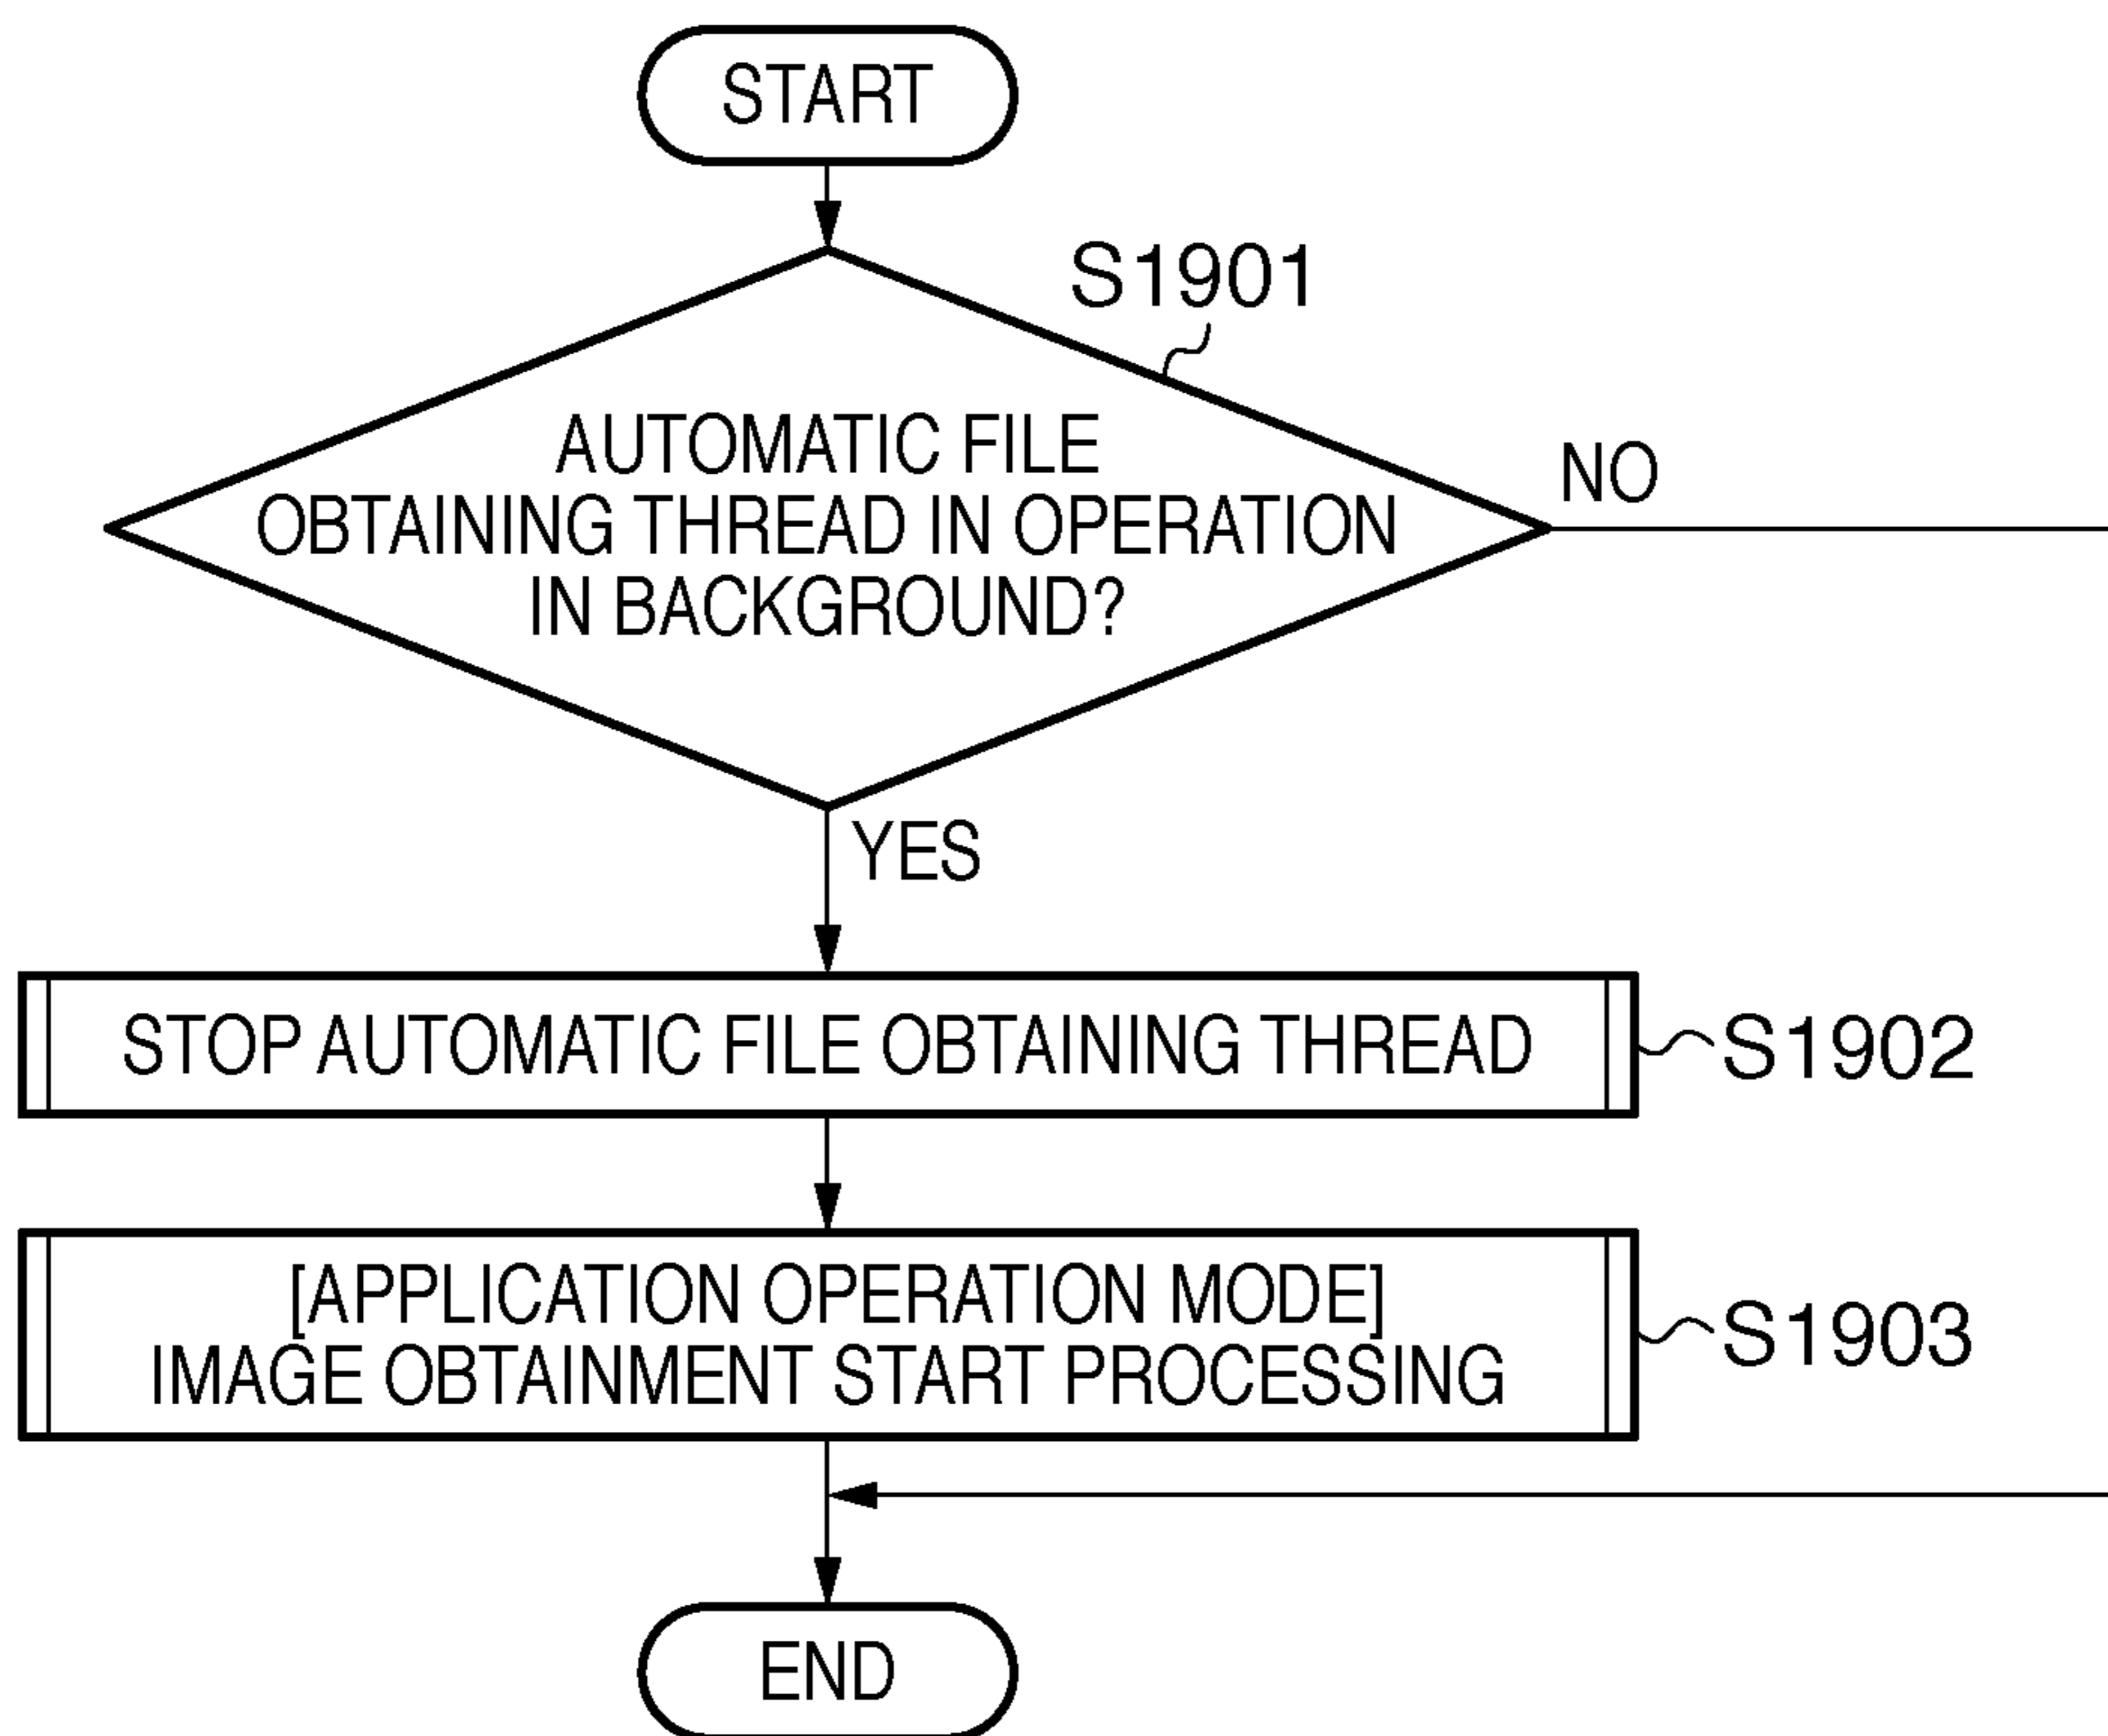 START
S1901
AUTOMATIC FILE
OBTAINING THREAD IN OPERATION
IN BACKGROUND?
NO
YES
STOP AUTOMATIC FILE OBTAINING THREAD
S1902
[APPLICATION OPERATION MODE]
IMAGE OBTAINMENT START PROCESSING
S1903
END